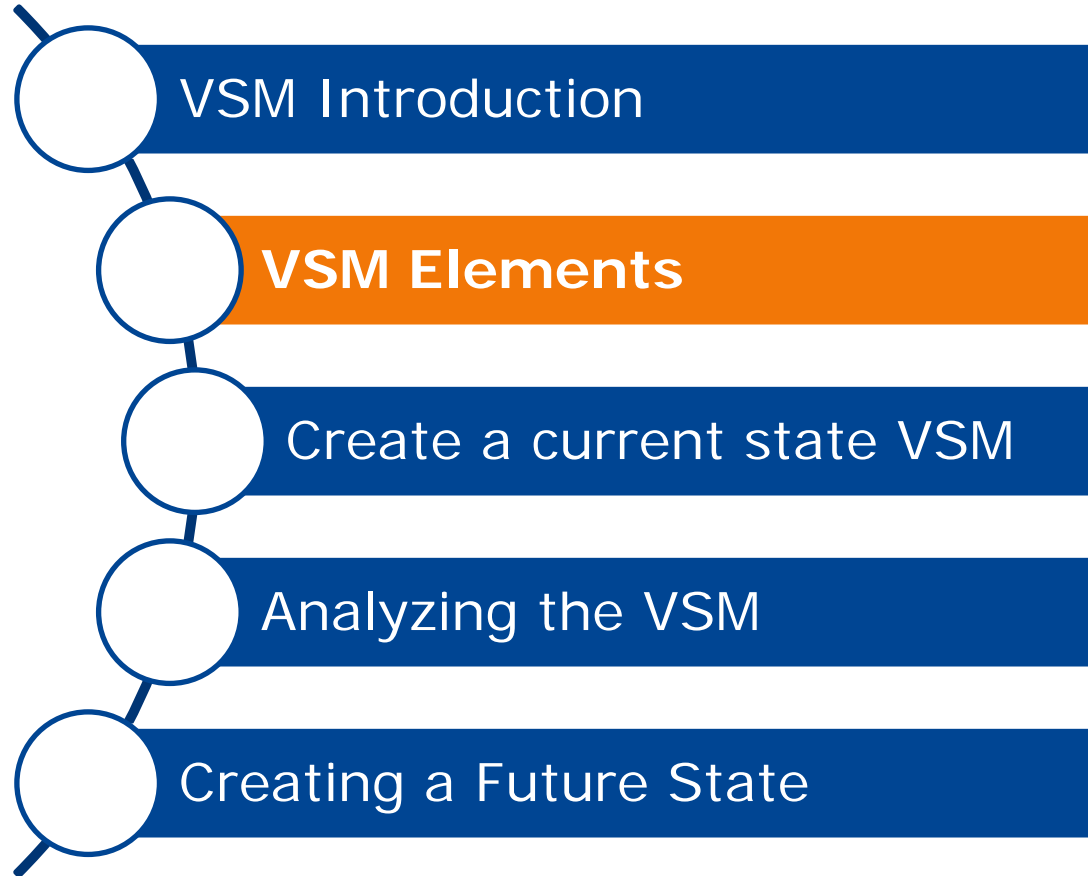 VSM Introduction
VSM Elements
Create a current state VSM
Analyzing the VSM
Creating a Future State